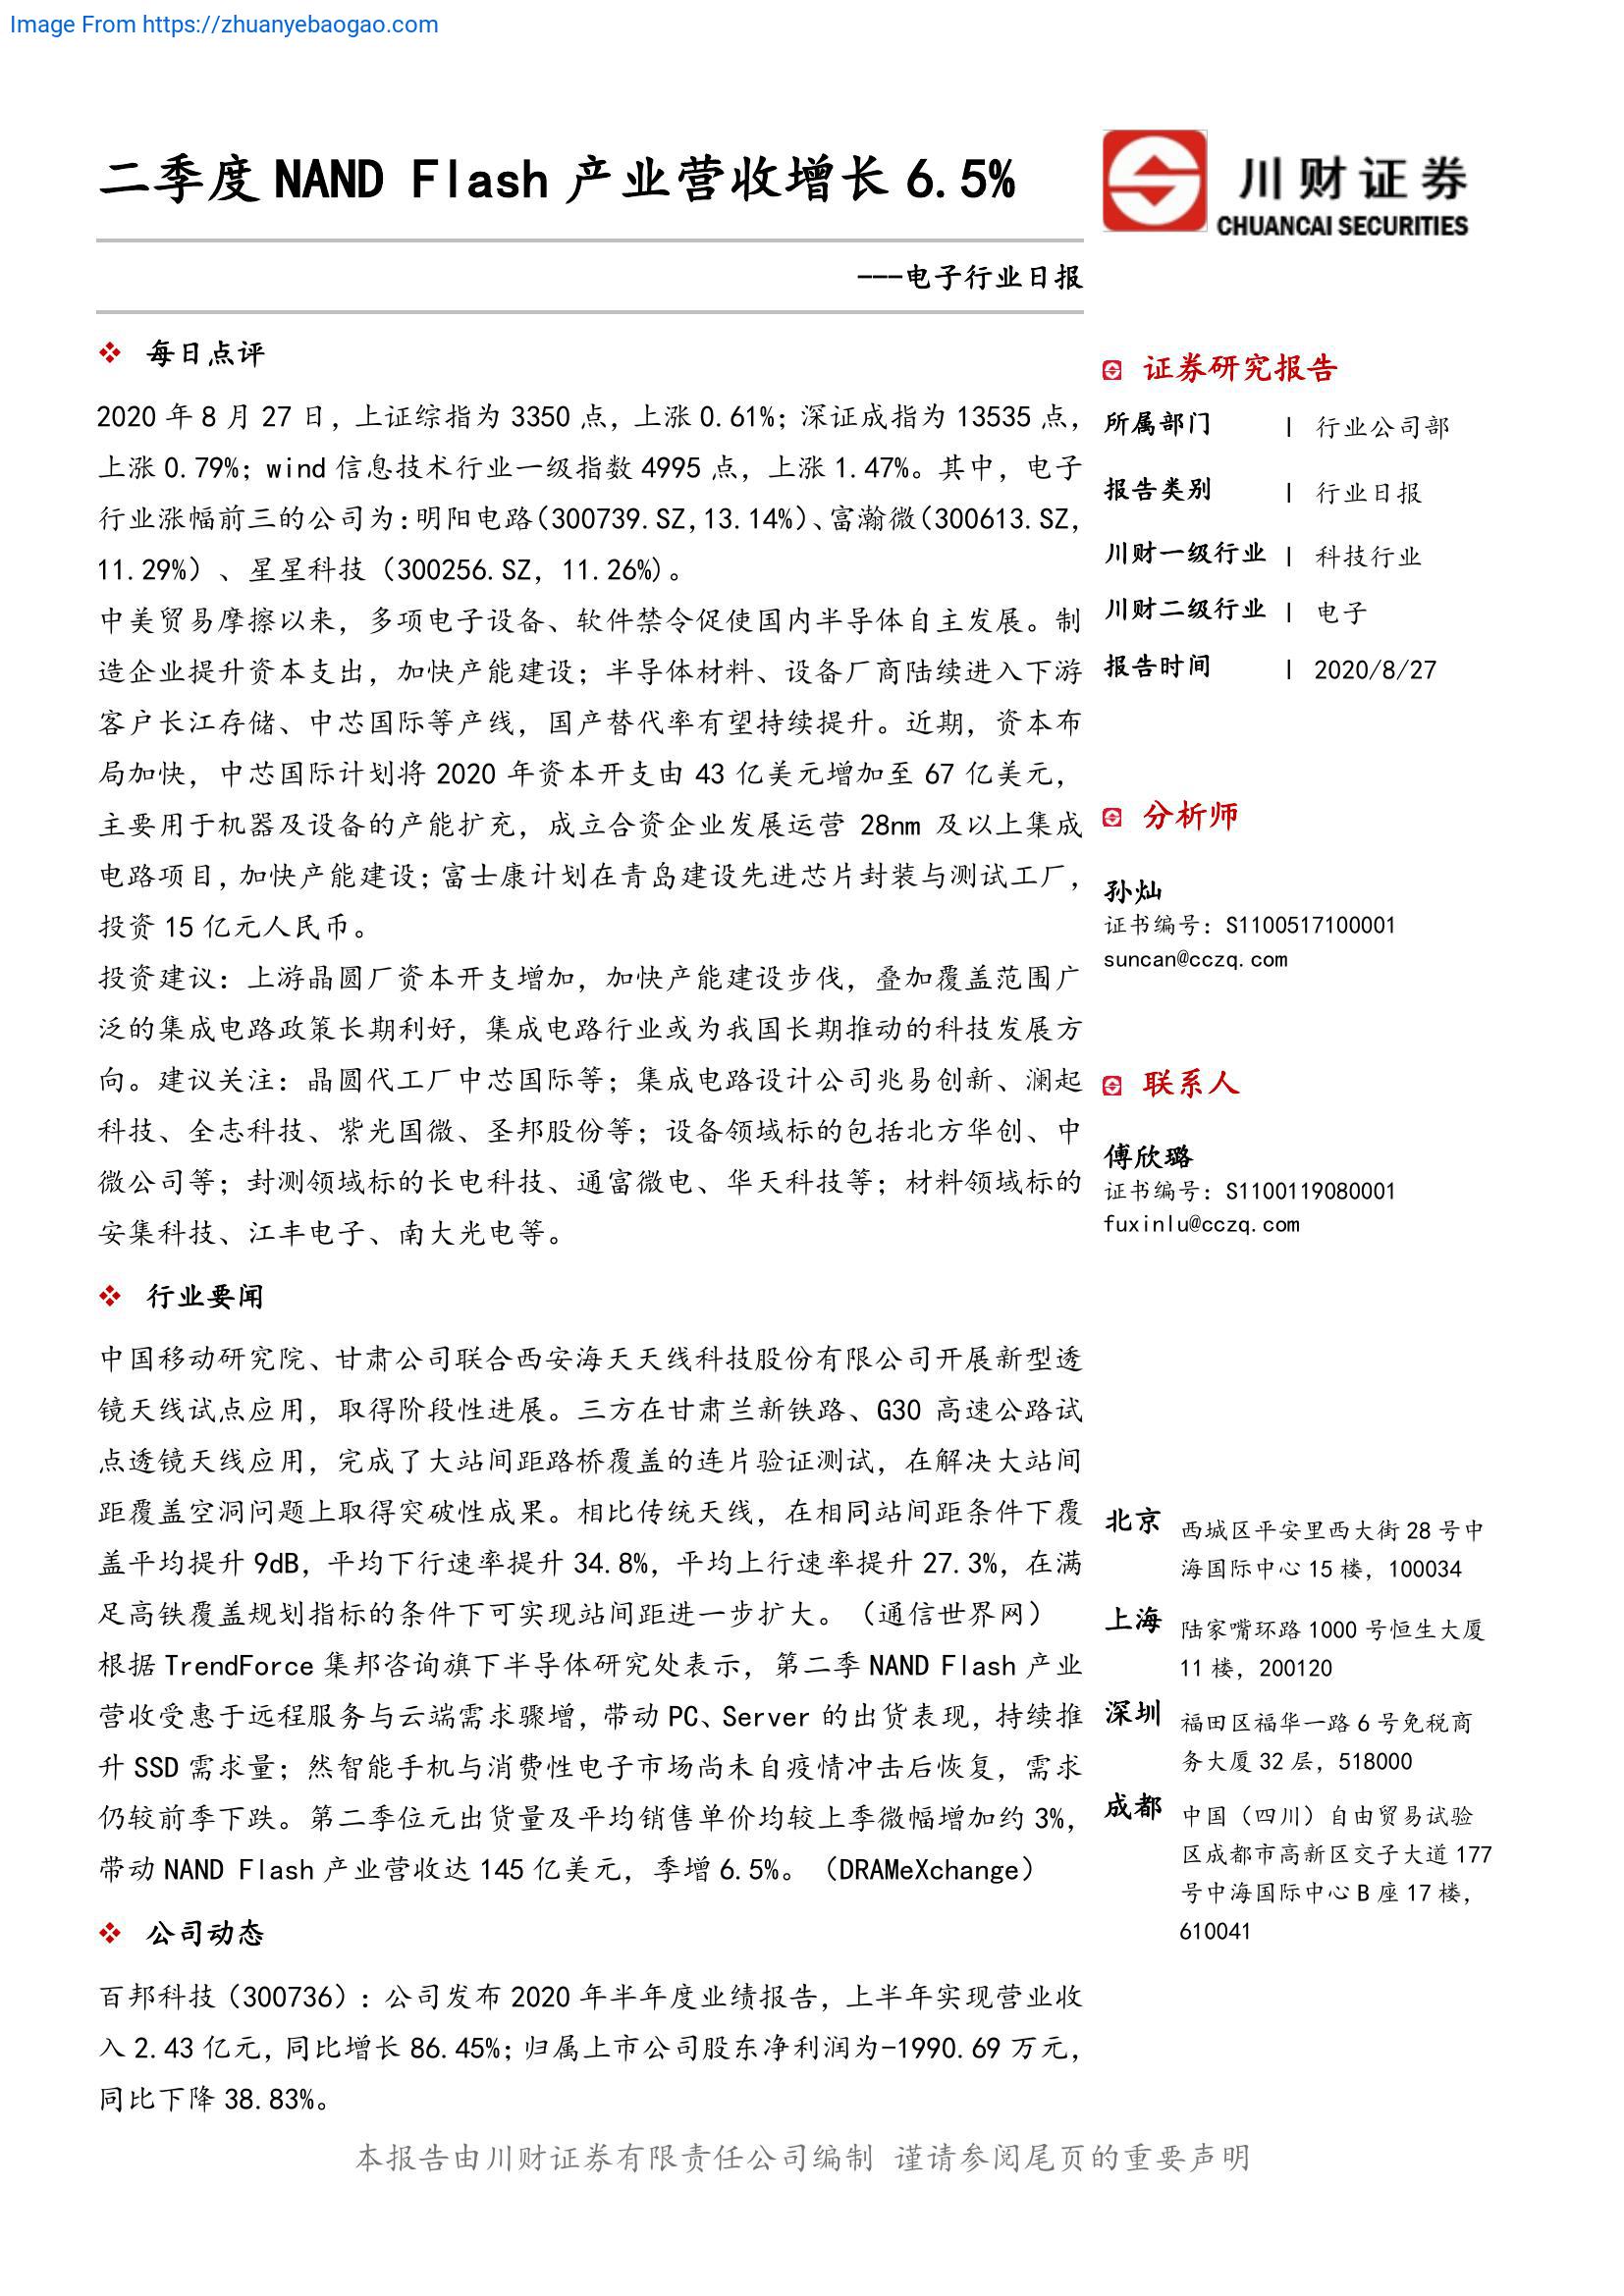 Image From https://zhuanyebaogao.com
二季度 NAND Flash 产业营收增长 6.5%
川财证券
CHUANCAI SECURITIES
---电子行业日报
每日点评
2020 年 8 月 27 日，上证综指为 3350 点，上涨 0.61%；深证成指为 13535 点，
上涨 0.79%；wind 信息技术行业一级指数 4995 点，上涨 1.47%。其中，电子
行业涨幅前三的公司为：明阳电路（300739.SZ,13.14%）、富瀚微（300613.SZ,
11.29%）、星星科技（300256.SZ，11.26%)。
中美贸易摩擦以来，多项电子设备、软件禁令促使国内半导体自主发展。制
造企业提升资本支出，加快产能建设；半导体材料、设备厂商陆续进入下游
客户长江存储、中芯国际等产线，国产替代率有望持续提升。近期，资本布
局加快，中芯国际计划将 2020 年资本开支由 43 亿美元增加至 67 亿美元，
主要用于机器及设备的产能扩充，成立合资企业发展运营 28nm 及以上集成
电路项目，加快产能建设；富士康计划在青岛建设先进芯片封装与测试工厂，
投资 15 亿元人民币。
投资建议：上游晶圆厂资本开支增加，加快产能建设步伐，叠加覆盖范围广
泛的集成电路政策长期利好，集成电路行业或为我国长期推动的科技发展方
向。建议关注：晶圆代工厂中芯国际等；集成电路设计公司兆易创新、澜起
科技、全志科技、紫光国微、圣邦股份等；设备领域标的包括北方华创、中
微公司等；封测领域标的长电科技、通富微电、华天科技等；材料领域标的
安集科技、江丰电子、南大光电等。
行业要闻
中国移动研究院、甘肃公司联合西安海天天线科技股份有限公司开展新型透
镜天线试点应用，取得阶段性进展。三方在甘肃兰新铁路、G30 高速公路试
点透镜天线应用，完成了大站间距路桥覆盖的连片验证测试，在解决大站间
距覆盖空洞问题上取得突破性成果。相比传统天线，在相同站间距条件下覆
盖平均提升 9dB，平均下行速率提升 34.8%，平均上行速率提升 27.3%，在满
足高铁覆盖规划指标的条件下可实现站间距进一步扩大。（通信世界网）
根据 TrendForce 集邦咨询旗下半导体研究处表示，第二季 NAND Flash 产业
营收受惠于远程服务与云端需求骤增，带动 PC、Server 的出货表现，持续推
升 SSD 需求量；然智能手机与消费性电子市场尚未自疫情冲击后恢复，需求
仍较前季下跌。第二季位元出货量及平均销售单价均较上季微幅增加约 3%，
带动 NAND Flash 产业营收达 145 亿美元，季增 6.5%。（DRAMeXchange）
公司动态
百邦科技（300736）：公司发布 2020 年半年度业绩报告，上半年实现营业收
入 2.43 亿元，同比增长 86.45%；归属上市公司股东净利润为-1990.69 万元，
同比下降 38.83%。
证券研究报告
所属部门 | 行业公司部
报告类别 | 行业日报
川财一级行业 | 科技行业
川财二级行业 | 电子
报告时间 | 2020/8/27
分析师
孙灿
证书编号：S1100517100001
suncan@cczq.com
联系人
傅欣璐
证书编号：S1100119080001
fuxinlu@cczq.com
北京 西城区平安里西大街 28 号中
海国际中心 15 楼，100034
上海 陆家嘴环路 1000 号恒生大厦
11 楼，200120
深圳 福田区福华一路 6 号免税商
务大厦 32 层，518000
成都 中国（四川）自由贸易试验
区成都市高新区交子大道 177
号中海国际中心 B 座 17 楼，
610041
本报告由川财证券有限责任公司编制 谨请参阅尾页的重要声明